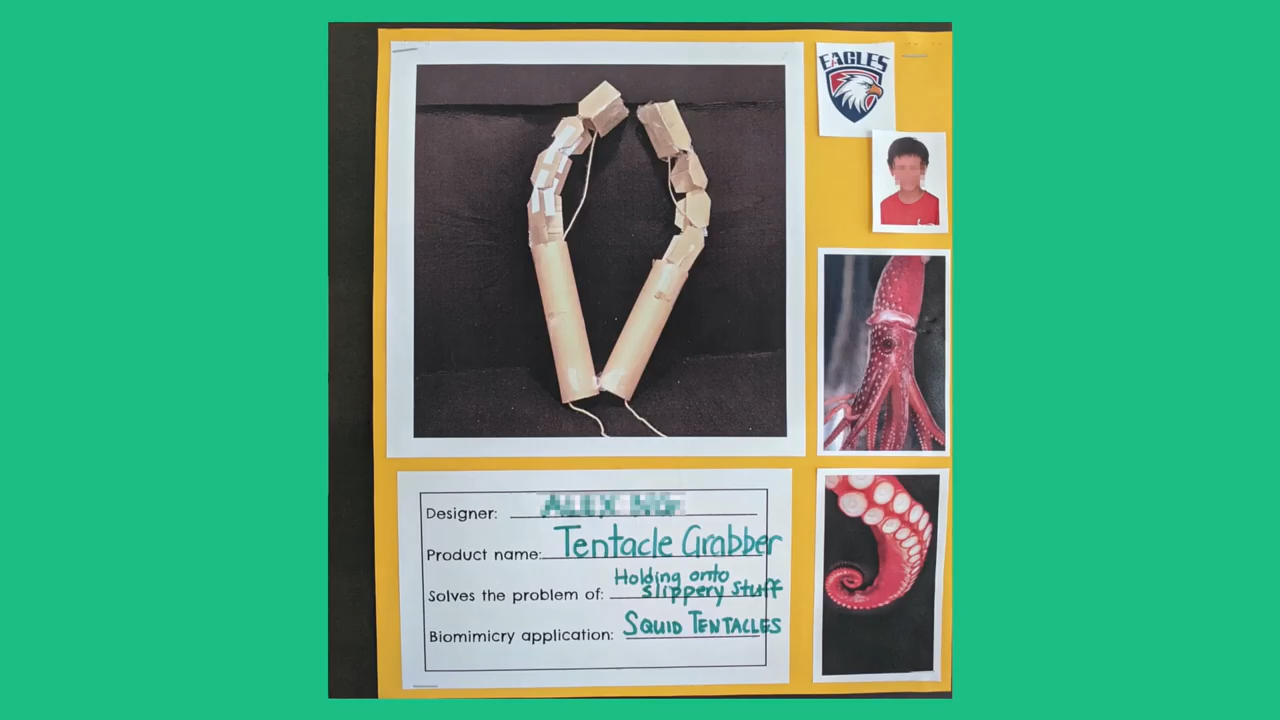 EAGLES
Designer:
Product name: Tentacle Grabber
Solves the problem of: Holding onto
slippery stuff
Biomimicry application: SQUID TENTACLES